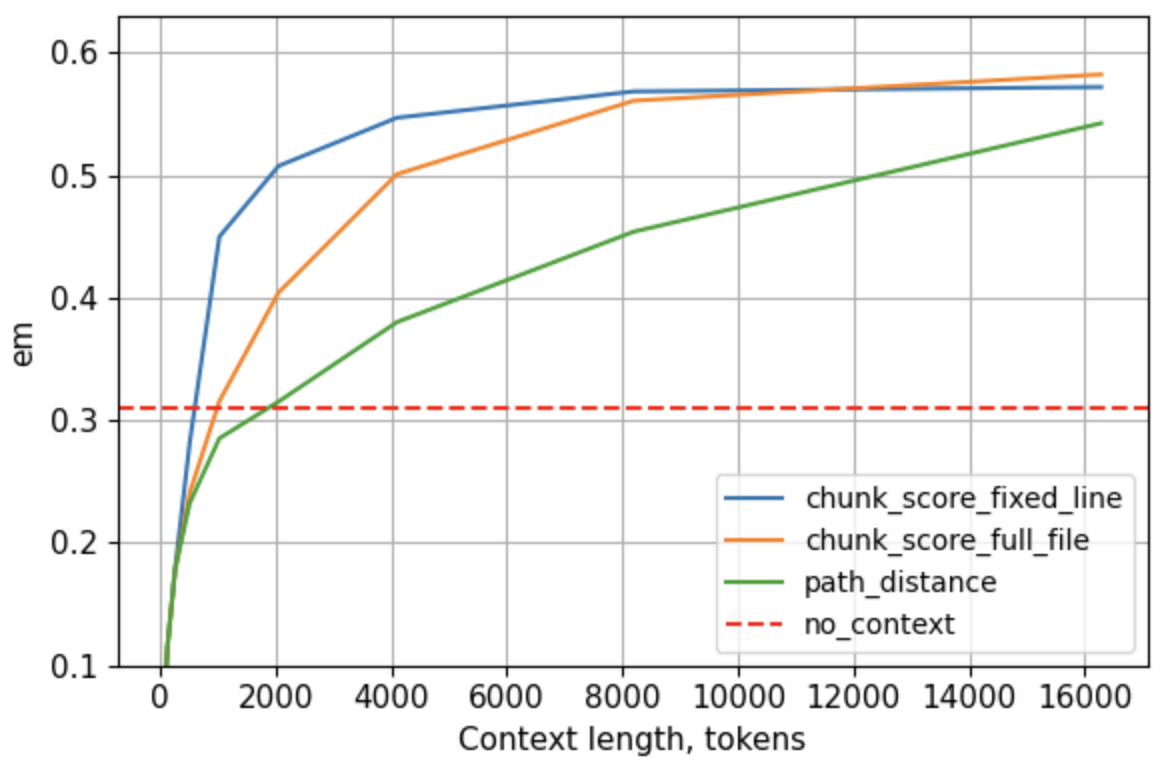 0.6
0.5
0.4
0.3
0.2
0.1
em
chunk_score_fixed_line
chunk_score_full_file
path_distance
no_context
0 2000 4000 6000 8000 10000 12000 14000 16000
Context length, tokens